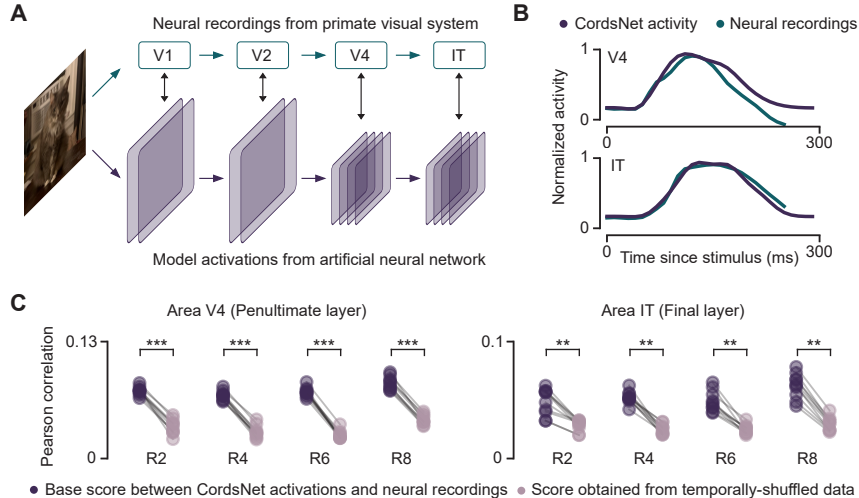 A
Neural recordings from primate visual system
V1
V2
V4
IT
Model activations from artificial neural network
B
CordsNet activity
Neural recordings
Normalized activity
1
V4
0
0
300
1
IT
0
0
Time since stimulus (ms)
300
C
Area V4 (Penultimate layer)
Area IT (Final layer)
Pearson correlation
0.13
***
***
***
***
0
R2
R4
R6
R8
0.1
**
**
**
**
0
R2
R4
R6
R8
Base score between CordsNet activations and neural recordings
Score obtained from temporally-shuffled data